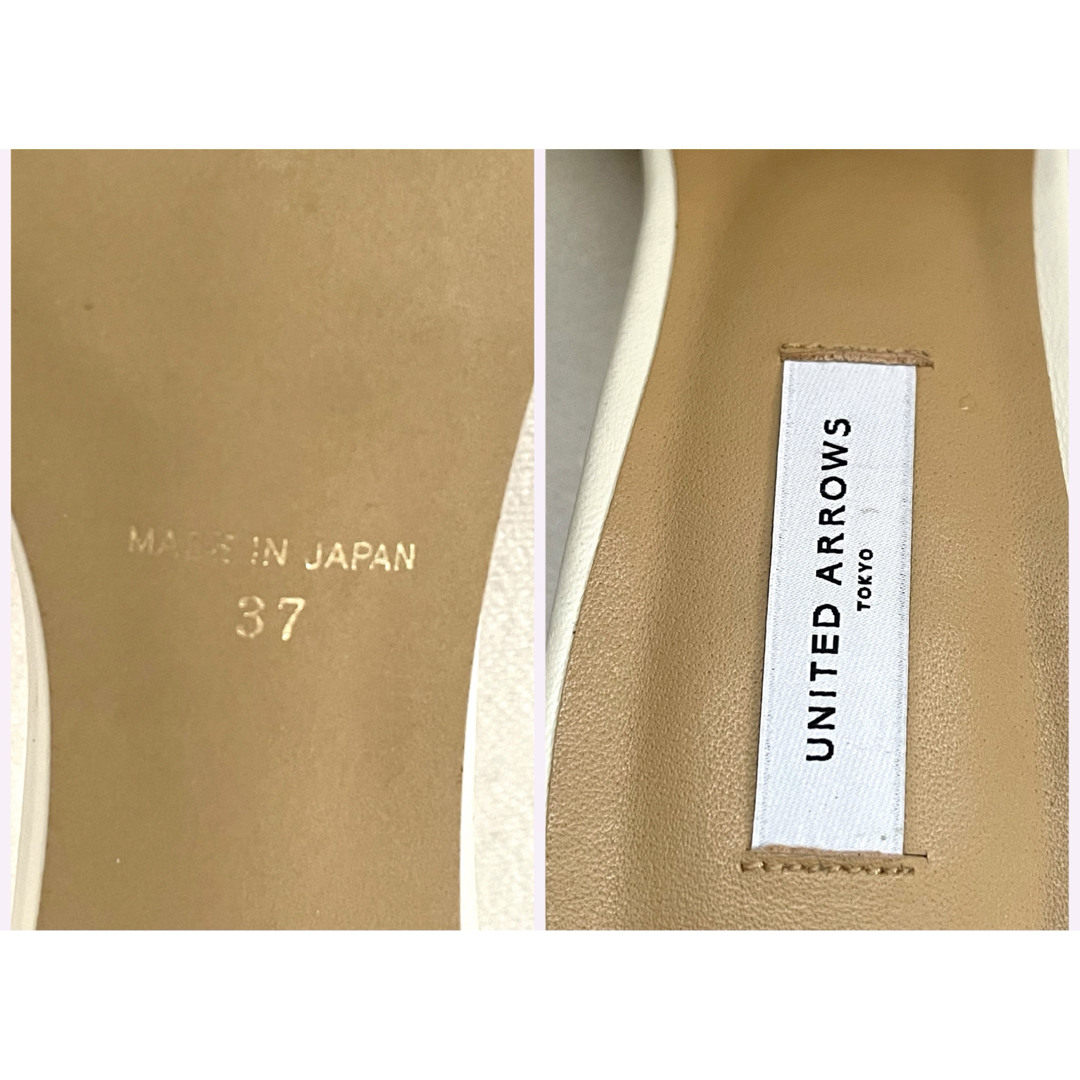 MADE IN JAPAN
37
UNITED ARROWS
TOKYO